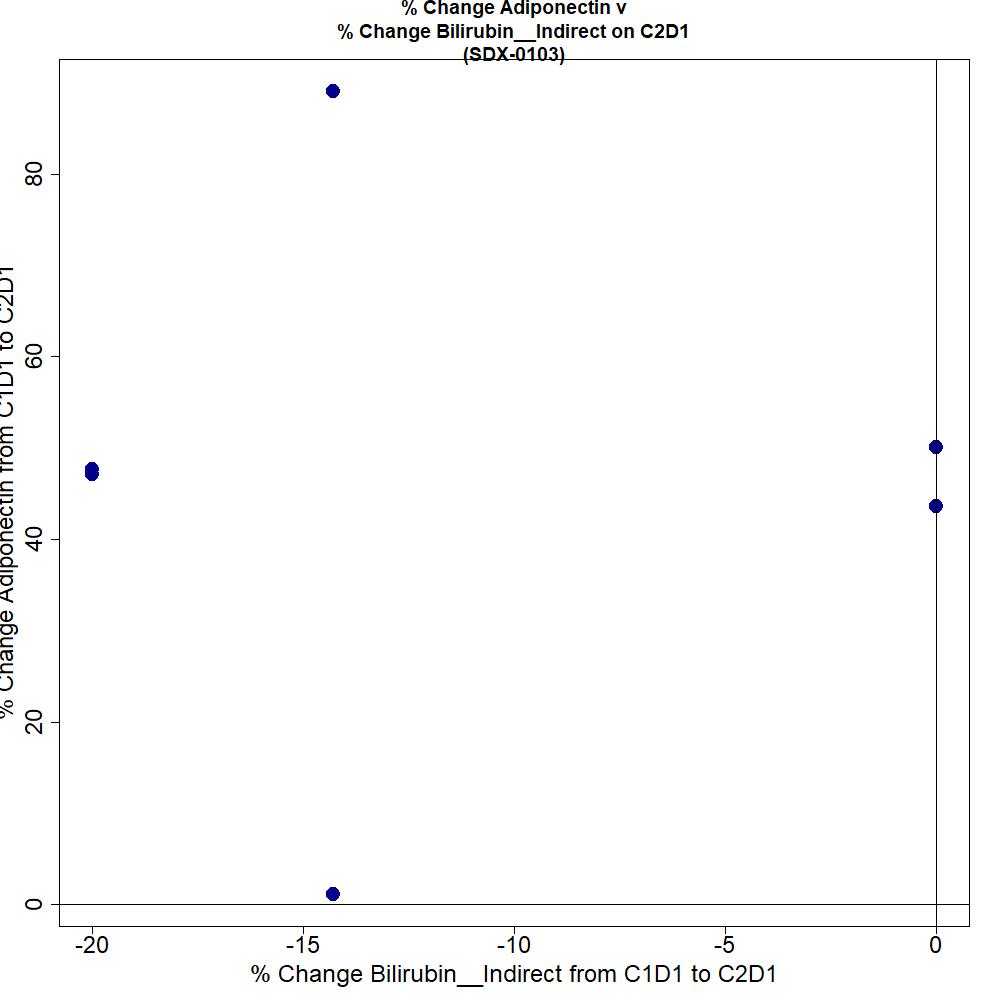 % Change Adiponectin v
% Change Bilirubin__Indirect on C2D1
(SDX-0103)
% Change Adiponectin from C1D1 to C2D1
80
60
40
20
0
-20
-15
-10
-5
0
% Change Bilirubin__Indirect from C1D1 to C2D1